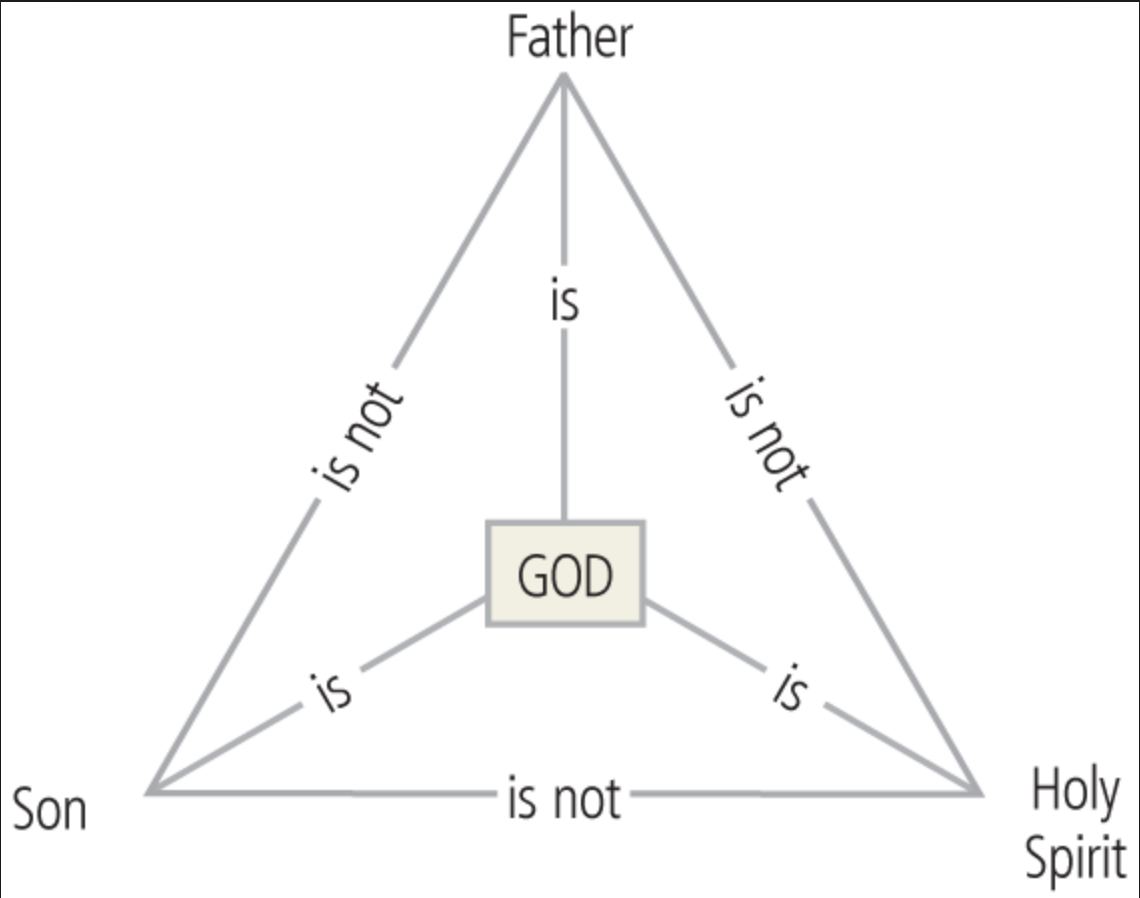 Father
is
is not
is not
GOD
is
is
Son
is not
Holy
Spirit